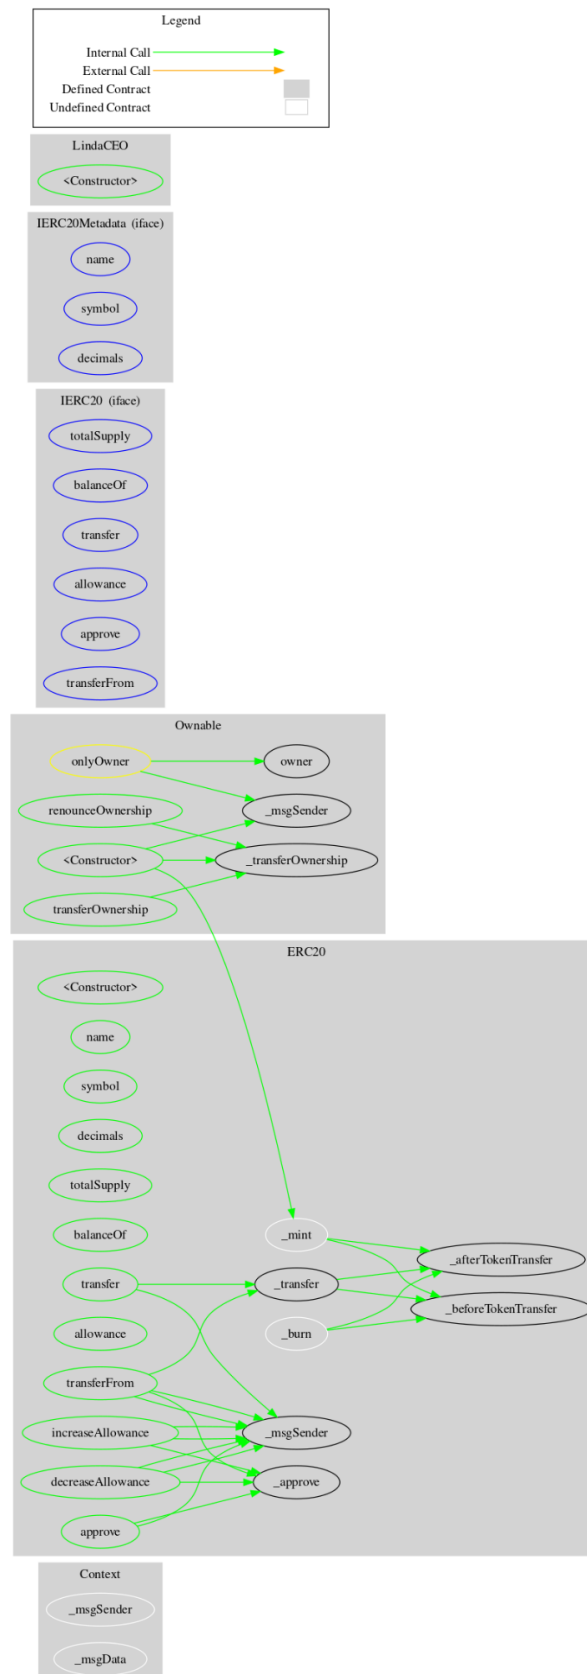 Legend
Internal Call
External Call
Defined Contract
Undefined Contract
LindaCEO
<Constructor>
IERC20Metadata (iface)
name
symbol
decimals
IERC20 (iface)
totalSupply
balanceOf
transfer
allowance
approve
transferFrom
Ownable
onlyOwner
owner
renounceOwnership
_msgSender
<Constructor>
_transferOwnership
transferOwnership
ERC20
<Constructor>
name
symbol
decimals
totalSupply
balanceOf
_mint
_afterTokenTransfer
transfer
_transfer
_beforeTokenTransfer
allowance
_burn
transferFrom
increaseAllowance
_msgSender
decreaseAllowance
_approve
approve
Context
_msgSender
_msgData